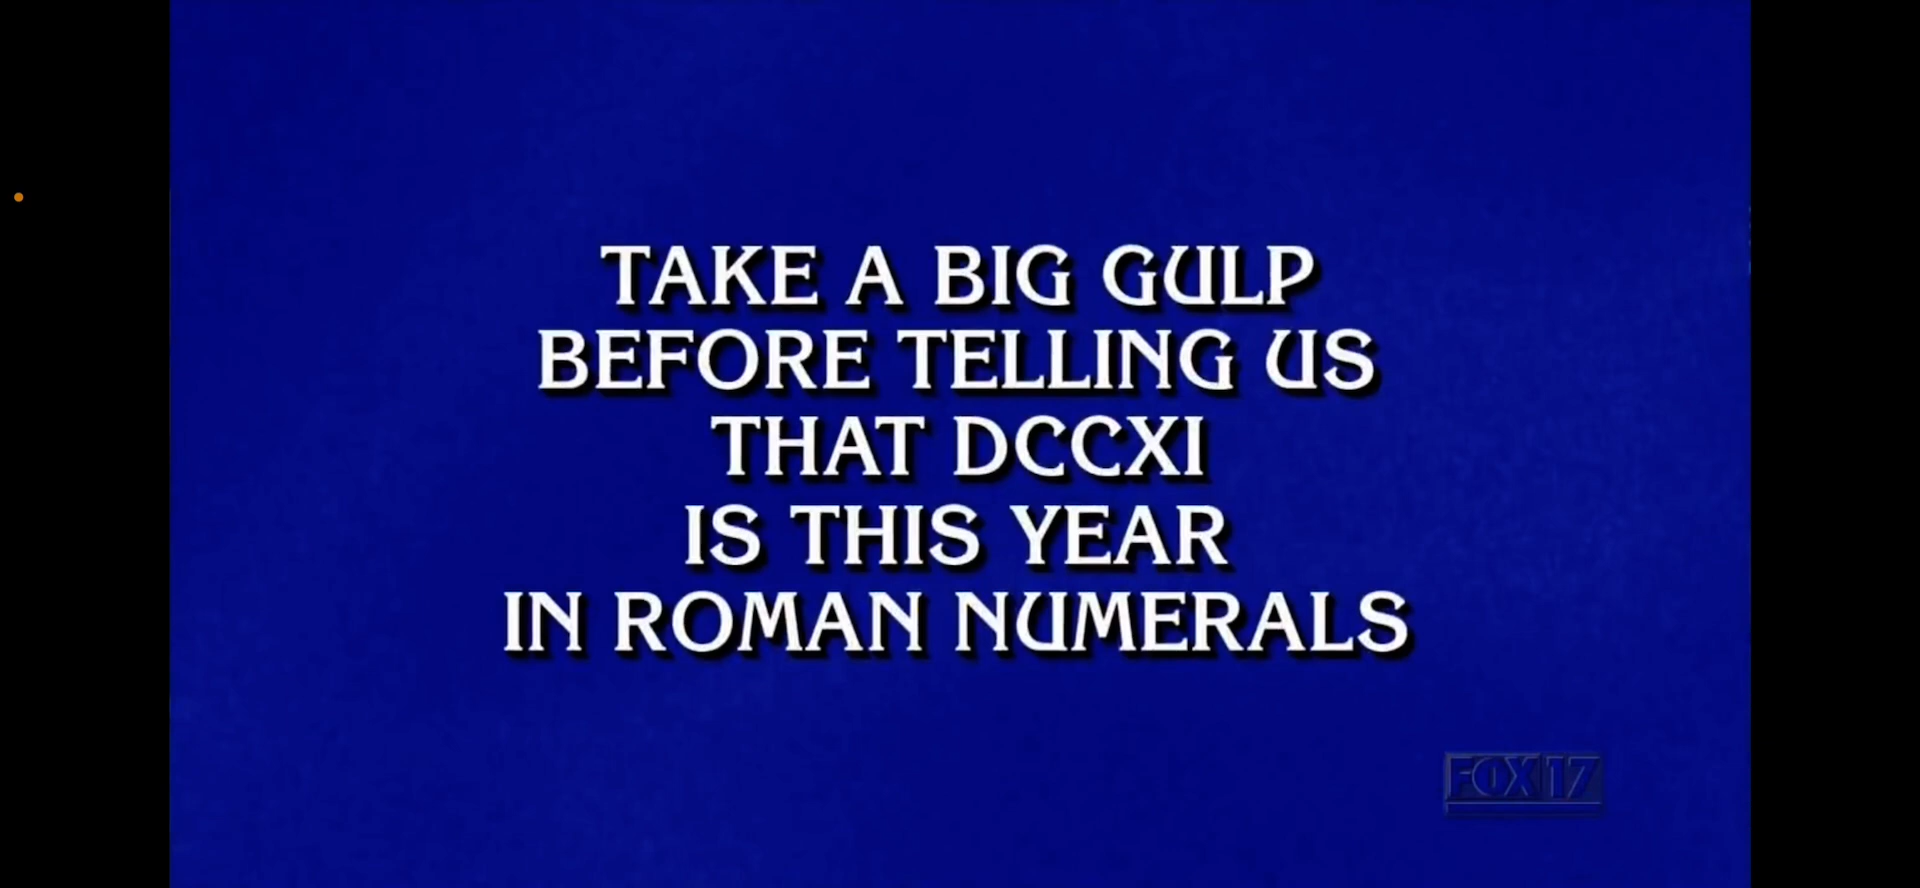 TAKE A BIG GULP
BEFORE TELLING US
THAT DCCXI
IS THIS YEAR
IN ROMAN NUMERALS
FOX 17